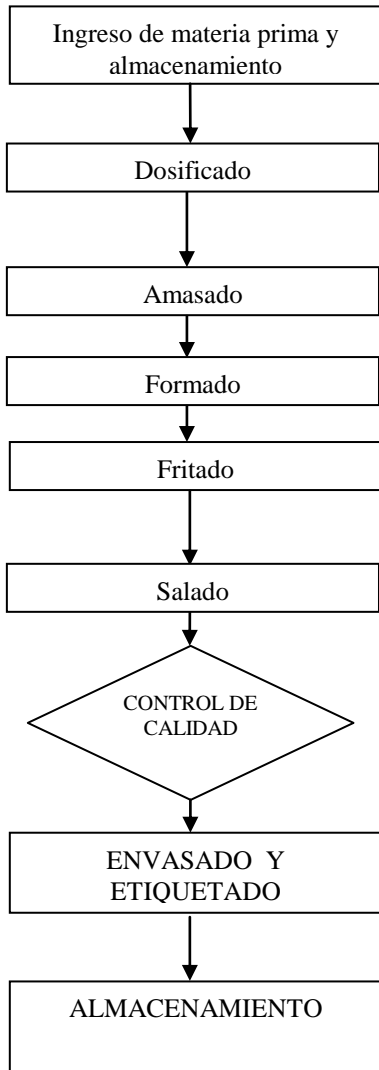 Ingreso de materia prima y
almacenamiento
Dosificado
Amasado
Formado
Fritado
Salado
CONTROL DE
CALIDAD
ENVASADO Y
ETIQUETADO
ALMACENAMIENTO